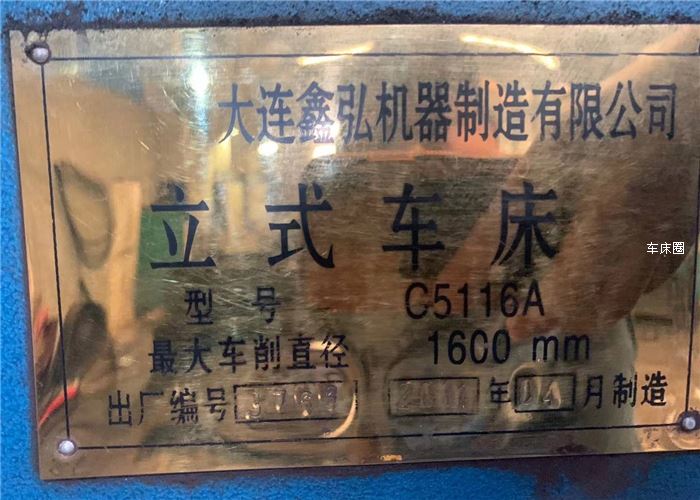 大连鑫弘机器制造有限公司
立式车床
车床圈
型号 C5116A
最大车削直径 1600 mm
出厂编号 年 04 月制造